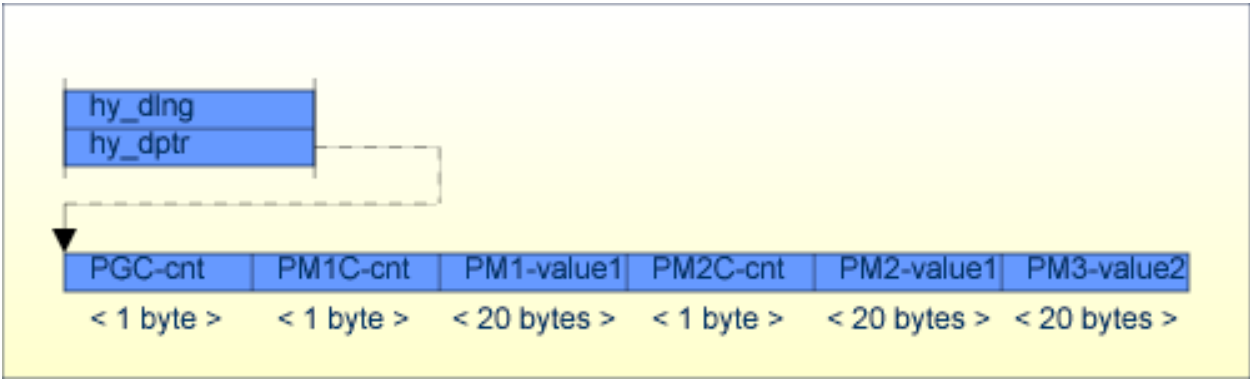 hy_dlng
hy_dptr
PGC-cnt PM1C-cnt PM1-value1 PM2C-cnt PM2-value1 PM3-value2
< 1 byte > < 1 byte > < 20 bytes > < 1 byte > < 20 bytes > < 20 bytes >